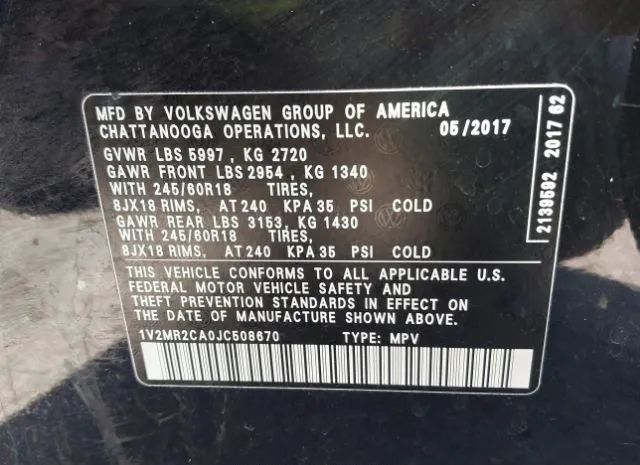 MFD BY VOLKSWAGEN GROUP OF AMERICA
CHATTANOOGA OPERATIONS, LLC. 05/2017
GVWR LBS 5997 , KG 2720
GAWR FRONT LBS 2954 , KG 1340
WITH 245/60R18 TIRES,
8JX18 RIMS, AT 240 KPA 35 PSI COLD
GAWR REAR LBS 3153, KG 1430
WITH 245/60R18 TIRES,
8JX18 RIMS, AT 240 KPA 35 PSI COLD
THIS VEHICLE CONFORMS TO ALL APPLICABLE U.S.
FEDERAL MOTOR VEHICLE SAFETY AND
THEFT PREVENTION STANDARDS IN EFFECT ON
THE DATE OF MANUFACTURE SHOWN ABOVE.
1V2MR2CA0JC508670 TYPE: MPV
2139592 2017 62